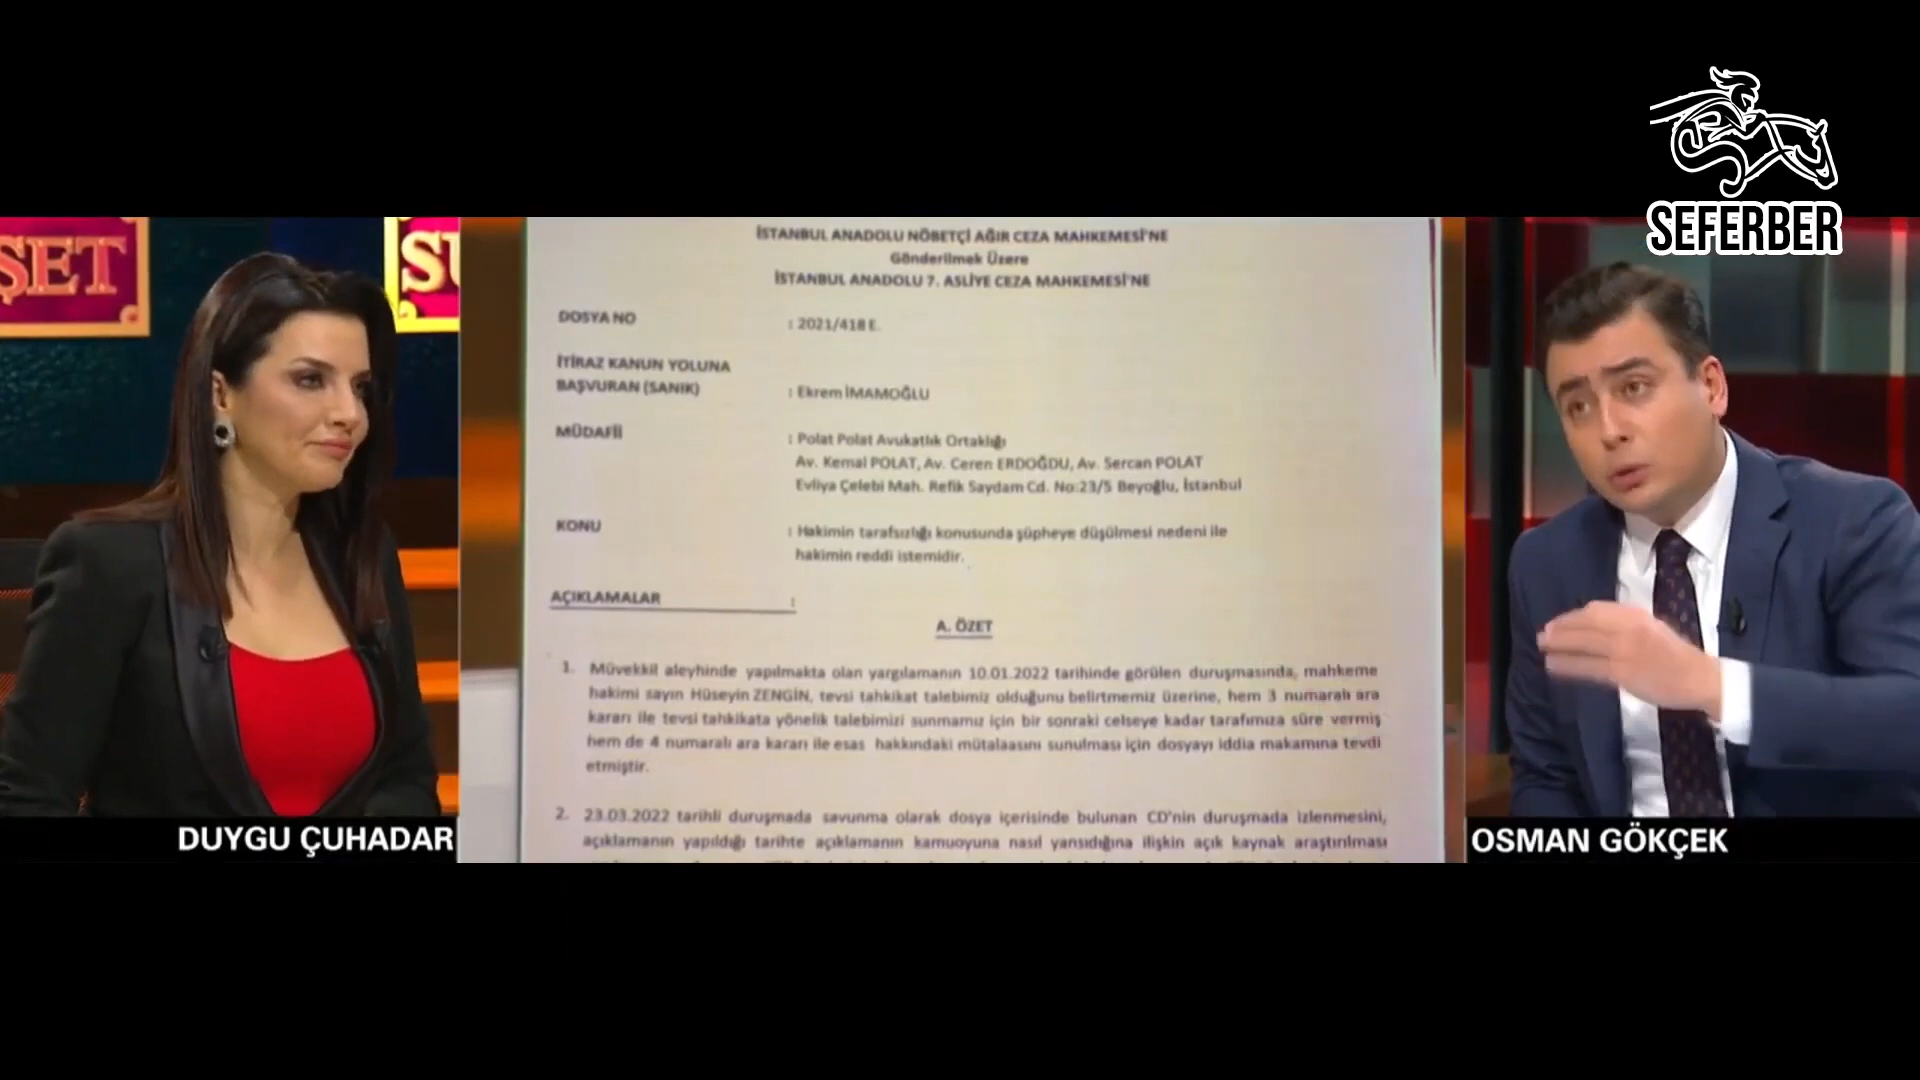 SEFERBER
ŞET
SU
İSTANBUL ANADOLU NÖBETÇİ AĞIR CEZA MAHKEMESİ'NE
Gönderilmek Üzere
İSTANBUL ANADOLU 7. ASLİYE CEZA MAHKEMESİ'NE
DOSYA NO : 2021/418 E.
İTİRAZ KANUN YOLUNA
BAŞVURAN (SANIK) : Ekrem İMAMOĞLU
MÜDAFİİ : Polat Polat Avukatlık Ortaklığı
Av. Kemal POLAT, Av. Ceren ERDOĞDU, Av. Sercan POLAT
Evliya Çelebi Mah. Refik Saydam Cd. No:23/5 Beyoğlu, İstanbul
KONU : Hakimin tarafsızlığı konusunda şüpheye düşülmesi nedeni ile
hakimin reddi istemidir.
AÇIKLAMALAR :
A. ÖZET
1. Müvekkil aleyhinde yapılmakta olan yargılamanın 10.01.2022 tarihinde görülen duruşmasında, mahkeme
hakimi sayın Hüseyin ZENGİN, tevsi tahkikat talebimiz olduğunu belirtmemiz üzerine, hem 3 numaralı ara
kararı ile tevsi tahkikata yönelik talebimizi sunmamız için bir sonraki celseye kadar tarafımıza süre vermiş
hem de 4 numaralı ara kararı ile esas hakkındaki mütalaasını sunulması için dosyayı iddia makamına tevdi
etmiştir.
2. 23.03.2022 tarihli duruşmada savunma olarak dosya içerisinde bulunan CD'nin duruşmada izlenmesini,
açıklamanın yapıldığı tarihte açıklamanın kamuoyuna nasıl yansıdığına ilişkin açık kaynak araştırılması
DUYGU ÇUHADAR
OSMAN GÖKÇEK